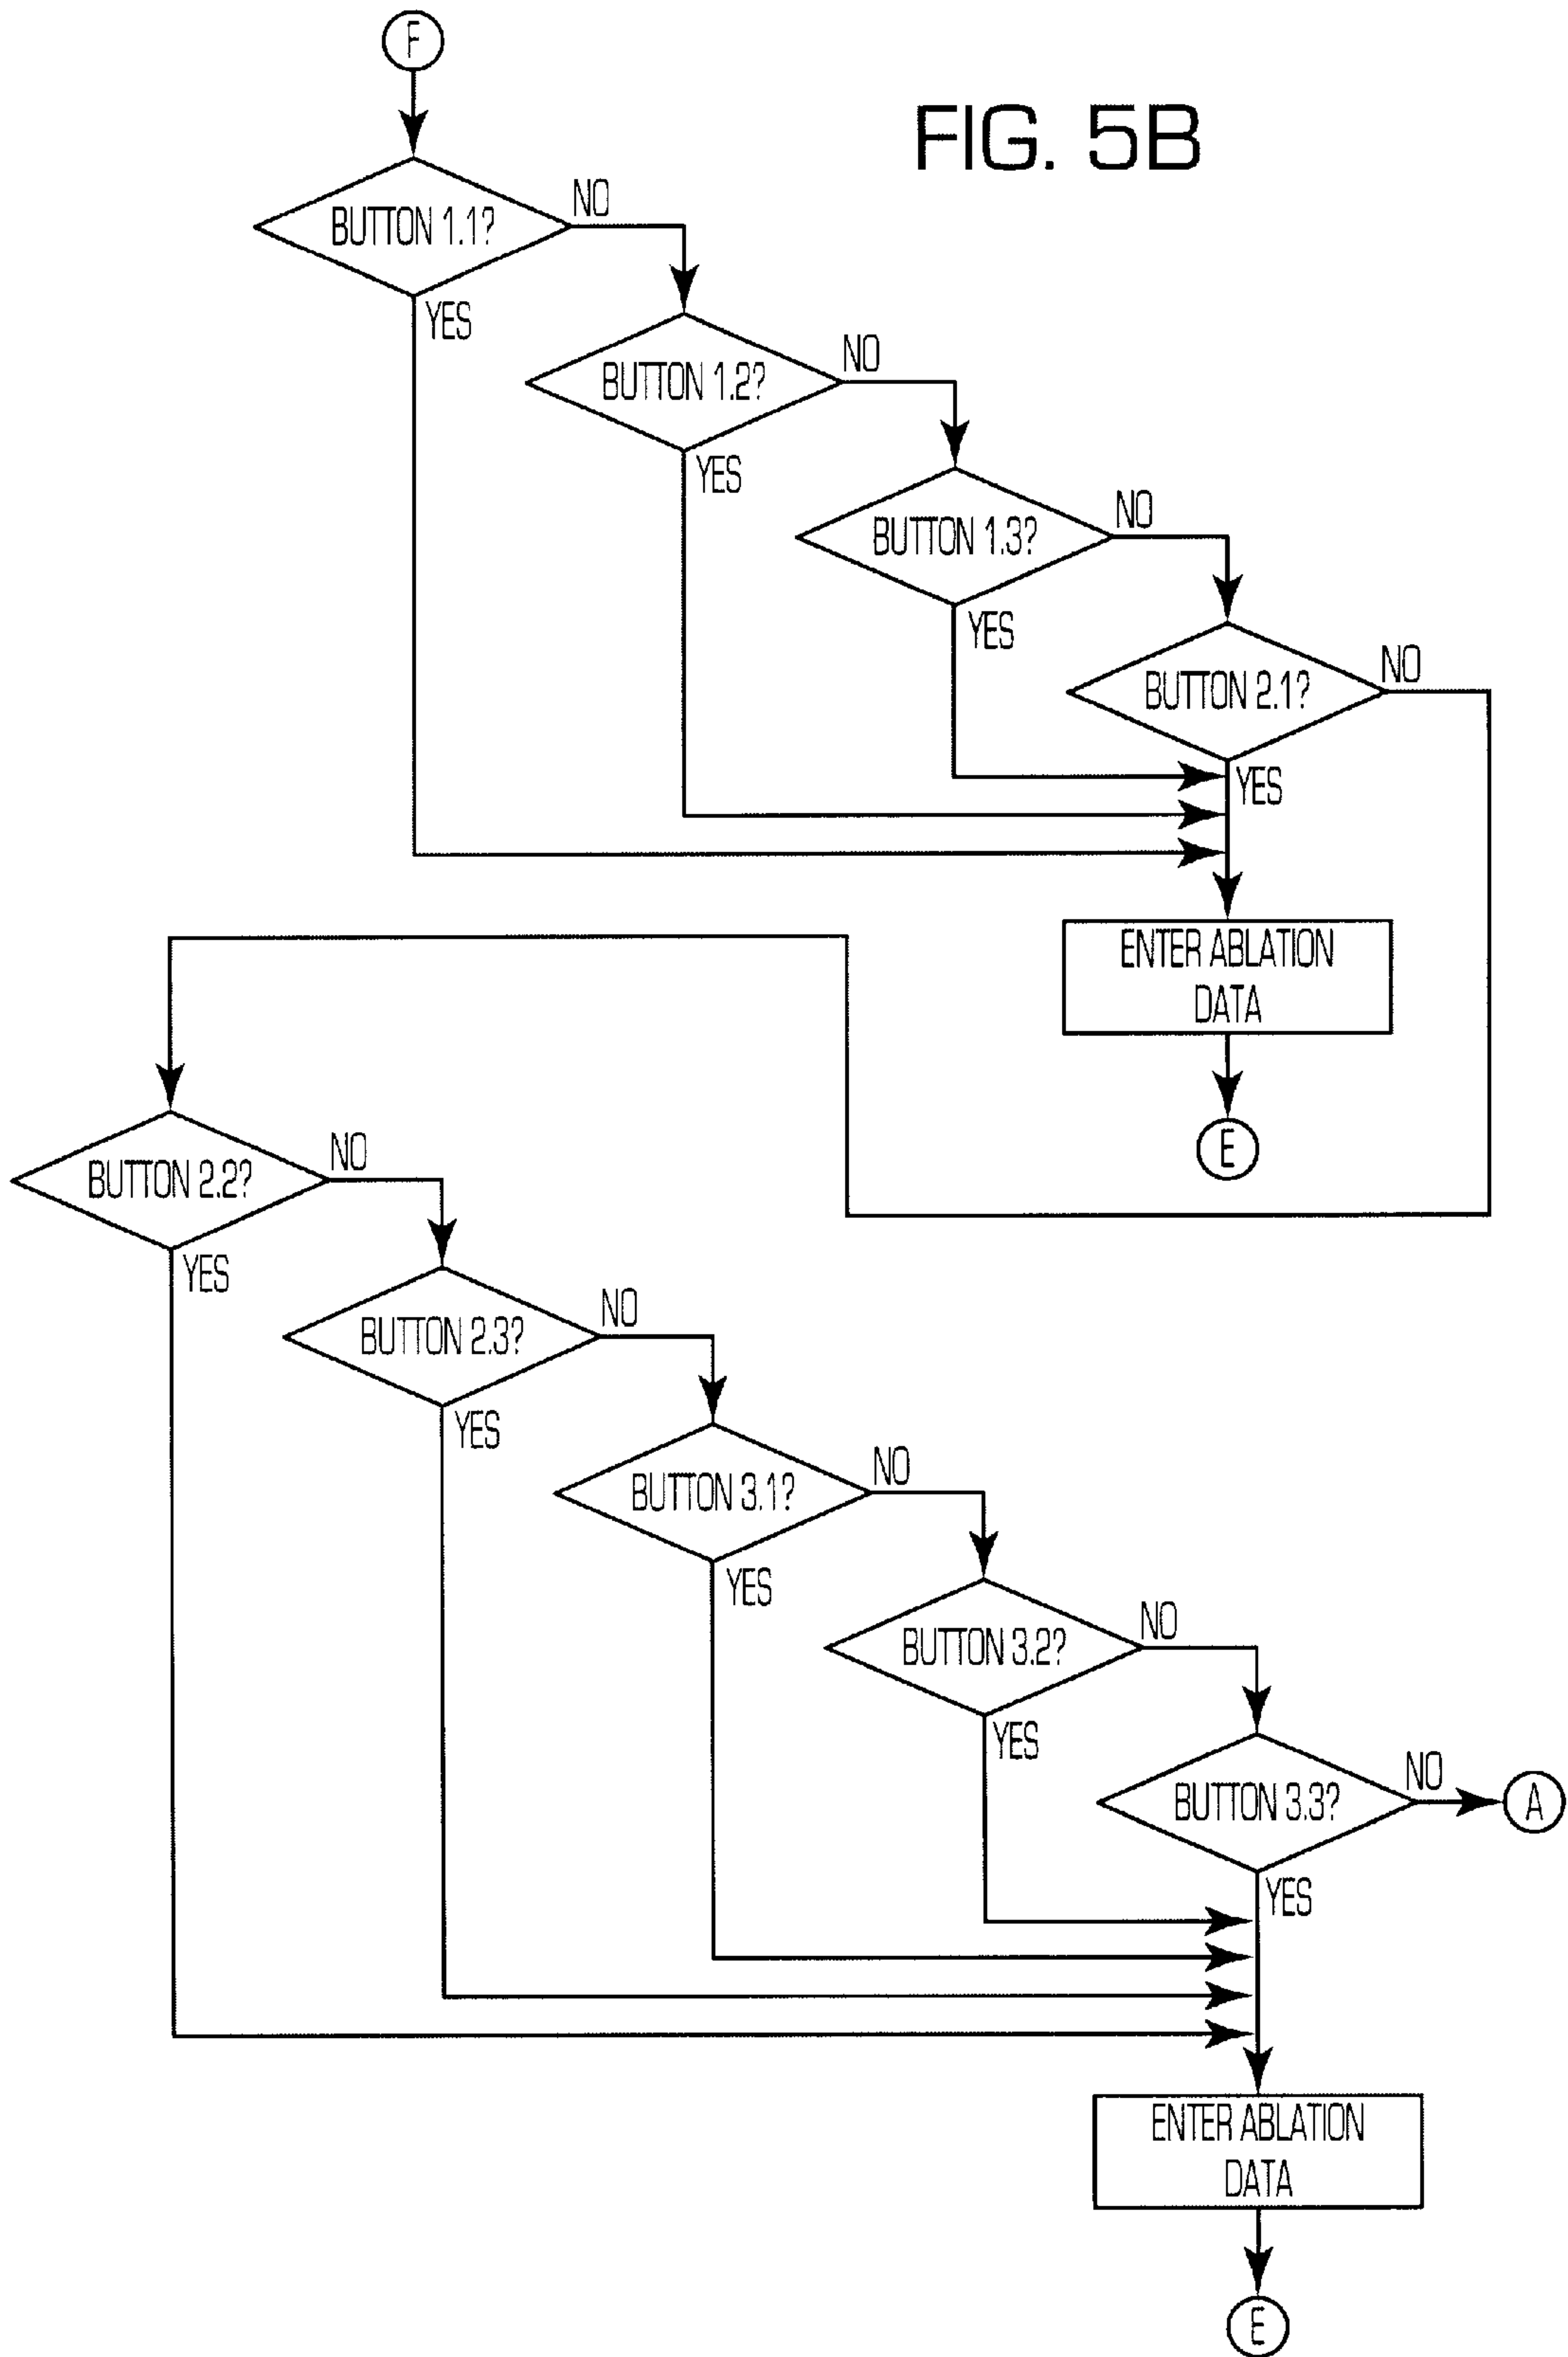 F
FIG. 5B
BUTTON 1.1?
NO
YES
BUTTON 1.2?
NO
YES
BUTTON 1.3?
NO
YES
BUTTON 2.1?
NO
YES
ENTER ABLATION
DATA
E
BUTTON 2.2?
NO
YES
BUTTON 2.3?
NO
YES
BUTTON 3.1?
NO
YES
BUTTON 3.2?
NO
YES
BUTTON 3.3?
NO
A
YES
ENTER ABLATION
DATA
E